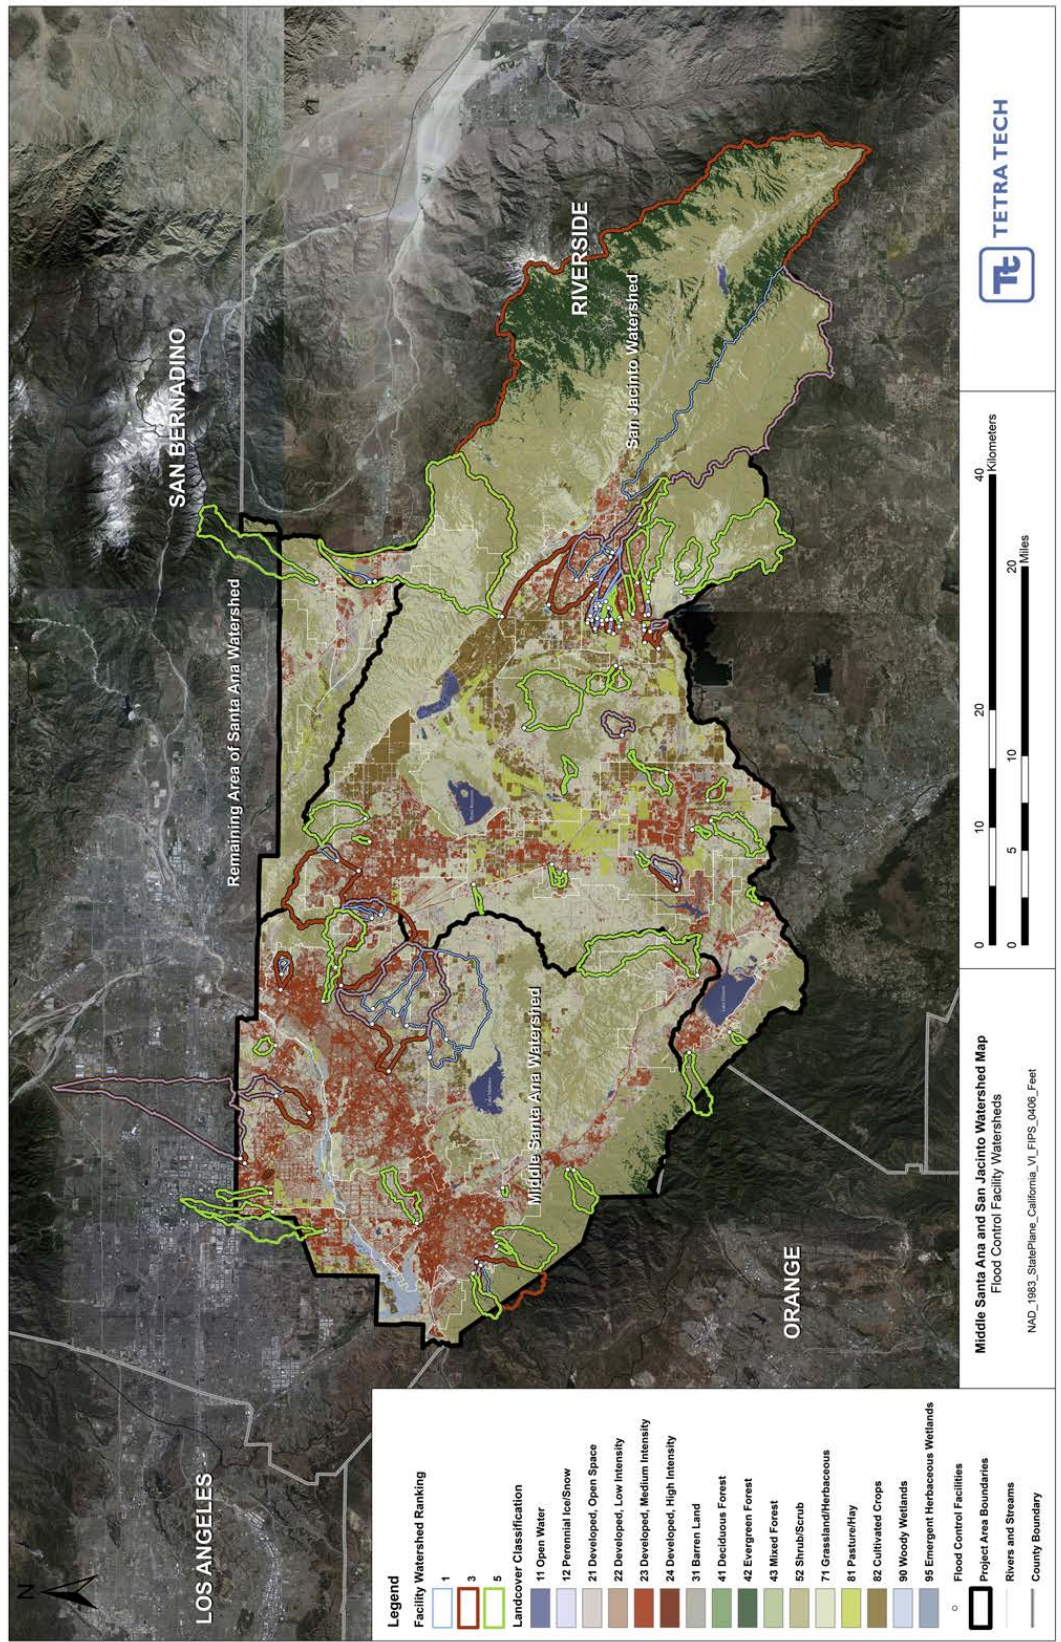 LOS ANGELES
SAN BERNADINO
RIVERSIDE
ORANGE
Remaining Area of Santa Ana Watershed
San Jacinto Watershed
Middle Santa Ana Watershed
N
Legend
Facility Watershed Ranking
1
3
5
Landcover Classification
11 Open Water
12 Perennial Ice/Snow
21 Developed, Open Space
22 Developed, Low Intensity
23 Developed, Medium Intensity
24 Developed, High Intensity
31 Barren Land
41 Deciduous Forest
42 Evergreen Forest
43 Mixed Forest
52 Shrub/Scrub
71 Grassland/Herbaceous
81 Pasture/Hay
82 Cultivated Crops
90 Woody Wetlands
95 Emergent Herbaceous Wetlands
Flood Control Facilities
Project Area Boundaries
Rivers and Streams
County Boundary
Middle Santa Ana and San Jacinto Watershed Map
Flood Control Facility Watersheds
NAD_1983_StatePlane_California_VI_FIPS_0406_Feet
0 10 20 40
Kilometers
0 5 10 20
Miles
Tt TETRA TECH